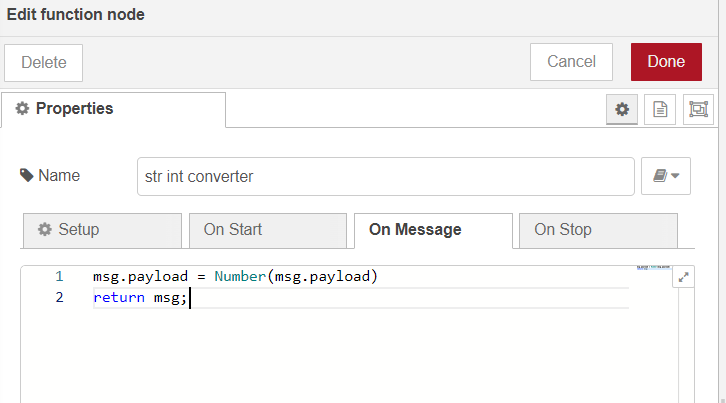 Edit function node
Delete Cancel Done
Properties
Name str int converter
Setup On Start On Message On Stop
1 msg.payload = Number(msg.payload)
2 return msg;